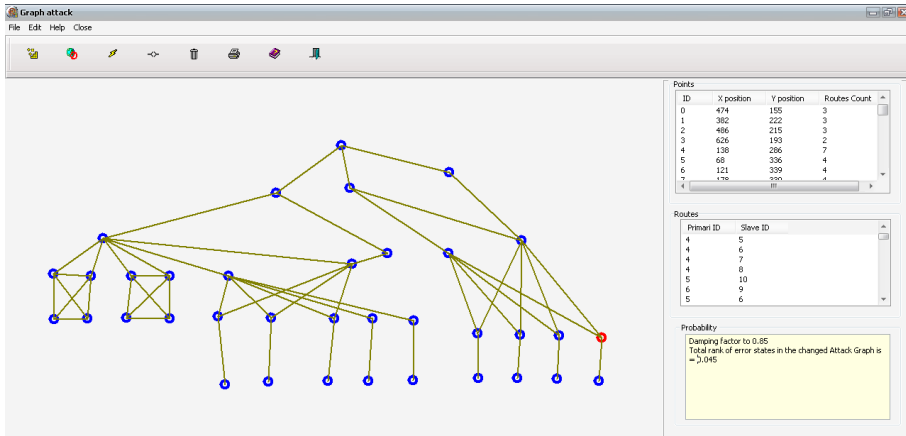 Graph attack
File Edit Help Close
Points
ID X position Y position Routes Count
0 474 155 3
1 382 222 3
2 486 215 3
3 626 193 2
4 138 286 7
5 68 336 4
6 121 339 4
Routes
Primari ID Slave ID
4 5
4 6
4 7
4 8
5 10
6 9
5 6
Probability
Damping factor to 0.85
Total rank of error states in the changed Attack Graph is
= 0.045